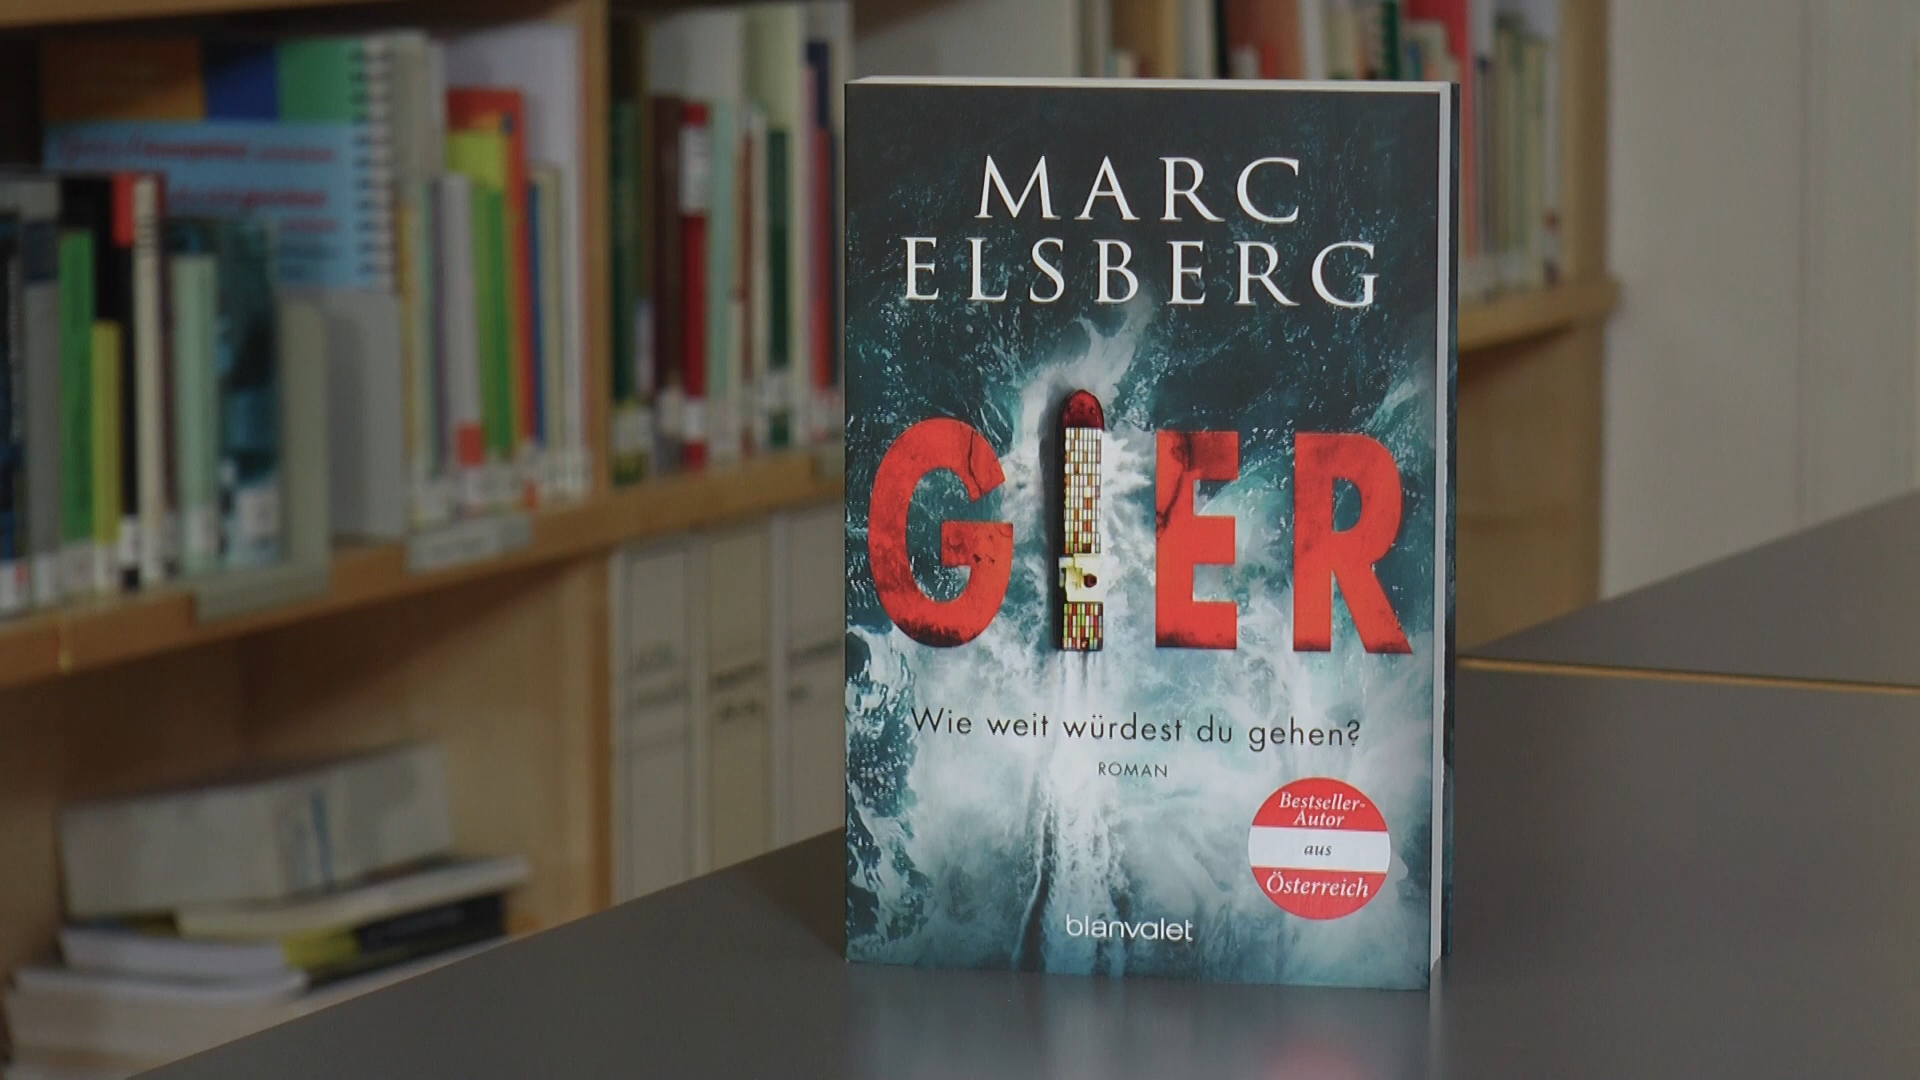 MARC
ELSBERG
GIER
Wie weit würdest du gehen?
ROMAN
Bestseller-
Autor
aus
Österreich
blanvalet